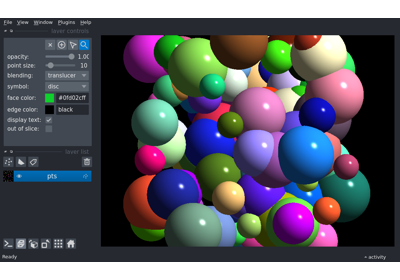 File View Window Plugins Help
layer controls
opacity: 1.00
point size: 10
blending: translucer
symbol: disc
face color: #0fd02cff
edge color: black
display text: ✓
out of slice:
layer list
pts
Ready
activity